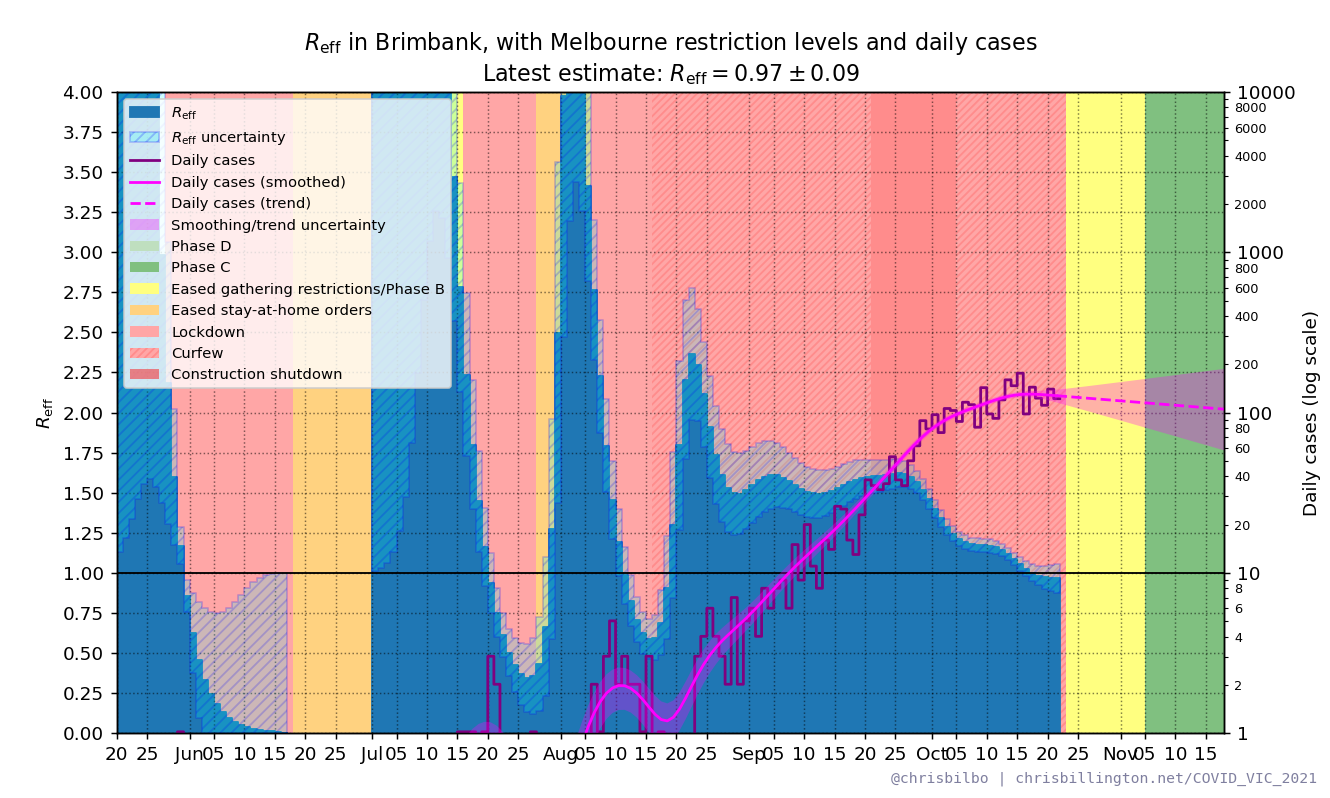 R_eff in Brimbank, with Melbourne restriction levels and daily cases
Latest estimate: R_eff = 0.97 ± 0.09
R_eff
R_eff uncertainty
Daily cases
Daily cases (smoothed)
Daily cases (trend)
Smoothing/trend uncertainty
Phase D
Phase C
Eased gathering restrictions/Phase B
Eased stay-at-home orders
Lockdown
Curfew
Construction shutdown
R_eff
4.00
3.75
3.50
3.25
3.00
2.75
2.50
2.25
2.00
1.75
1.50
1.25
1.00
0.75
0.50
0.25
0.00
10000
8000
6000
4000
2000
1000
800
600
400
200
100
80
60
40
20
10
8
6
4
2
1
Daily cases (log scale)
20 25 Jun 05 10 15 20 25 Jul 05 10 15 20 25 Aug 05 10 15 20 25 Sep 05 10 15 20 25 Oct 05 10 15 20 25 Nov 05 10 15
@chrisbilbo | chrisbillington.net/COVID_VIC_2021